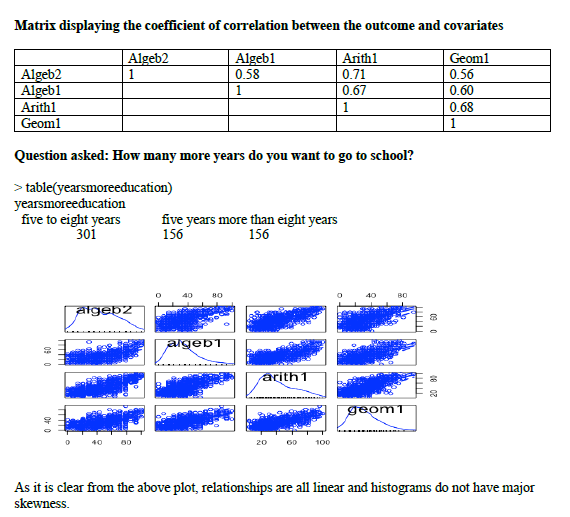 Matrix displaying the coefficient of correlation between the outcome and covariates
Algeb2 Algeb1 Arith1 Geom1
Algeb2 1 0.58 0.71 0.56
Algeb1 1 0.67 0.60
Arith1 1 0.68
Geom1 1
Question asked: How many more years do you want to go to school?
> table(yearsmoreeducation)
yearsmoreeducation
five to eight years five years more than eight years
301 156 156
0 40 80 0 40 80
algeb2
0 60
algeb1
0 60
arith1
20 80
geom1
0 40
0 40 80 20 60 100
As it is clear from the above plot, relationships are all linear and histograms do not have major
skewness.